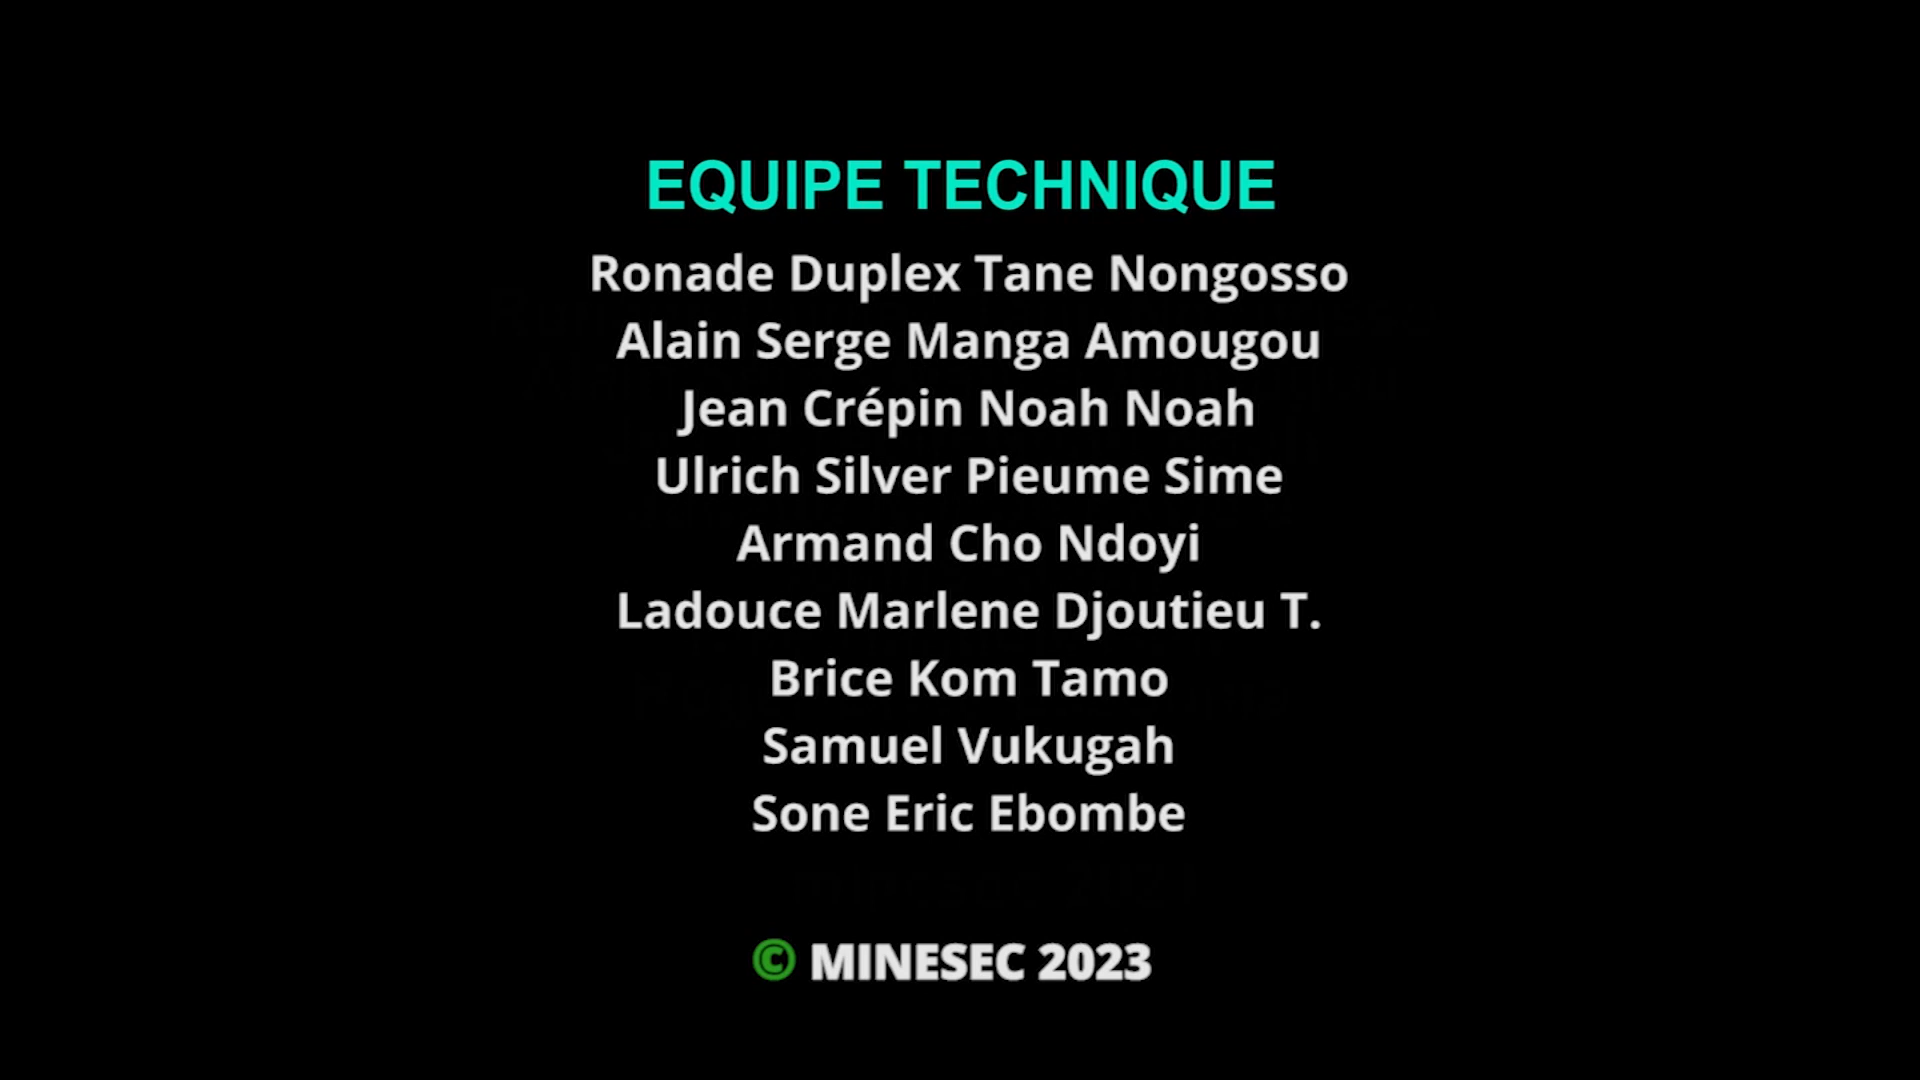 EQUIPE TECHNIQUE
Ronade Duplex Tane Nongosso
Alain Serge Manga Amougou
Jean Crépin Noah Noah
Ulrich Silver Pieume Sime
Armand Cho Ndoyi
Ladouce Marlene Djoutieu T.
Brice Kom Tamo
Samuel Vukugah
Sone Eric Ebombe
© MINESEC 2023